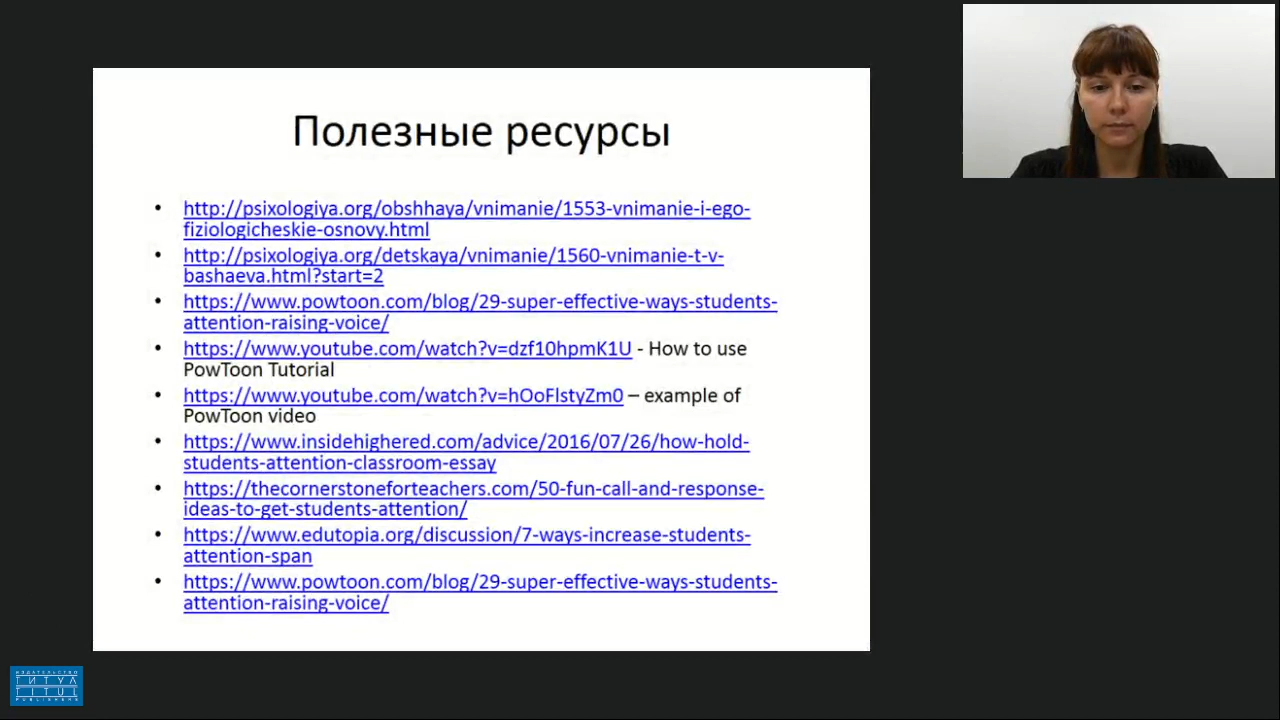 Полезные ресурсы
• http://psixologiya.org/obshhaya/vnimanie/1553-vnimanie-i-ego-
fiziologicheskie-osnovy.html
• http://psixologiya.org/detskaya/vnimanie/1560-vnimanie-t-v-
bashaeva.html?start=2
• https://www.powtoon.com/blog/29-super-effective-ways-students-
attention-raising-voice/
• https://www.youtube.com/watch?v=dzf10hpmK1U - How to use
PowToon Tutorial
• https://www.youtube.com/watch?v=hOoFlstyZm0 – example of
PowToon video
• https://www.insidehighered.com/advice/2016/07/26/how-hold-
students-attention-classroom-essay
• https://thecornerstoneforteachers.com/50-fun-call-and-response-
ideas-to-get-students-attention/
• https://www.edutopia.org/discussion/7-ways-increase-students-
attention-span
• https://www.powtoon.com/blog/29-super-effective-ways-students-
attention-raising-voice/
ИЗДАТЕЛЬСТВО
ТИТУЛ
TITUL
PUBLISHERS